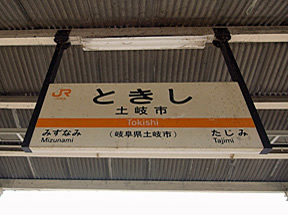 JR
ときし
土岐市
Tokishi
みずなみ (岐阜県土岐市) たじみ
Mizunami Tajimi